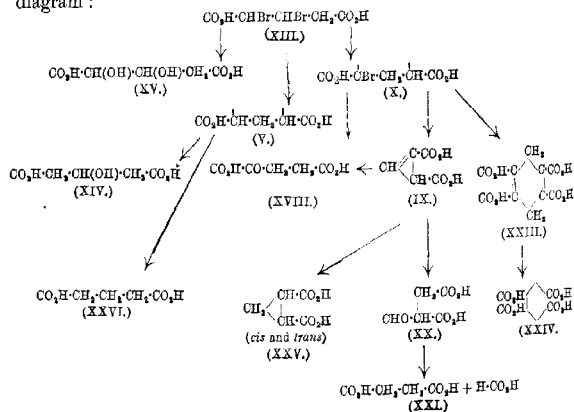 diagram :
CO₂H·CHBr·CHBr·CH₂·CO₂H
(XIII.)
CO₂H·CH(OH)·CH(OH)·CH₂·CO₂H
(XV.)
CO₂H·CBr·CH₂·CH·CO₂H
(X.)
CO₂H·CH·CH₂·CH·CO₂H
(V.)
CO₂H·CH₂·CH(OH)·CH₂·CO₂H
(XIV.)
CO₂H·CO·CH₂·CH₂·CO₂H
(XVIII.)
CH C·CO₂H
CH·CO₂H
(IX.)
CH₂
CO₂H· ·CO₂H
CO₂H· ·CO₂H
CH₂
(XXIII.)
CO₂H·CH₂·CH₂·CH₂·CO₂H
(XXVI.)
CH₂ CH·CO₂H
CH·CO₂H
(cis and trans)
(XXV.)
CH₂·CO₂H
CHO·CH·CO₂H
(XX.)
CO₂H CO₂H
CO₂H CO₂H
(XXIV.
CO₂H·CH₂·CH₂·CO₂H + H·CO₂H
(XXI.)